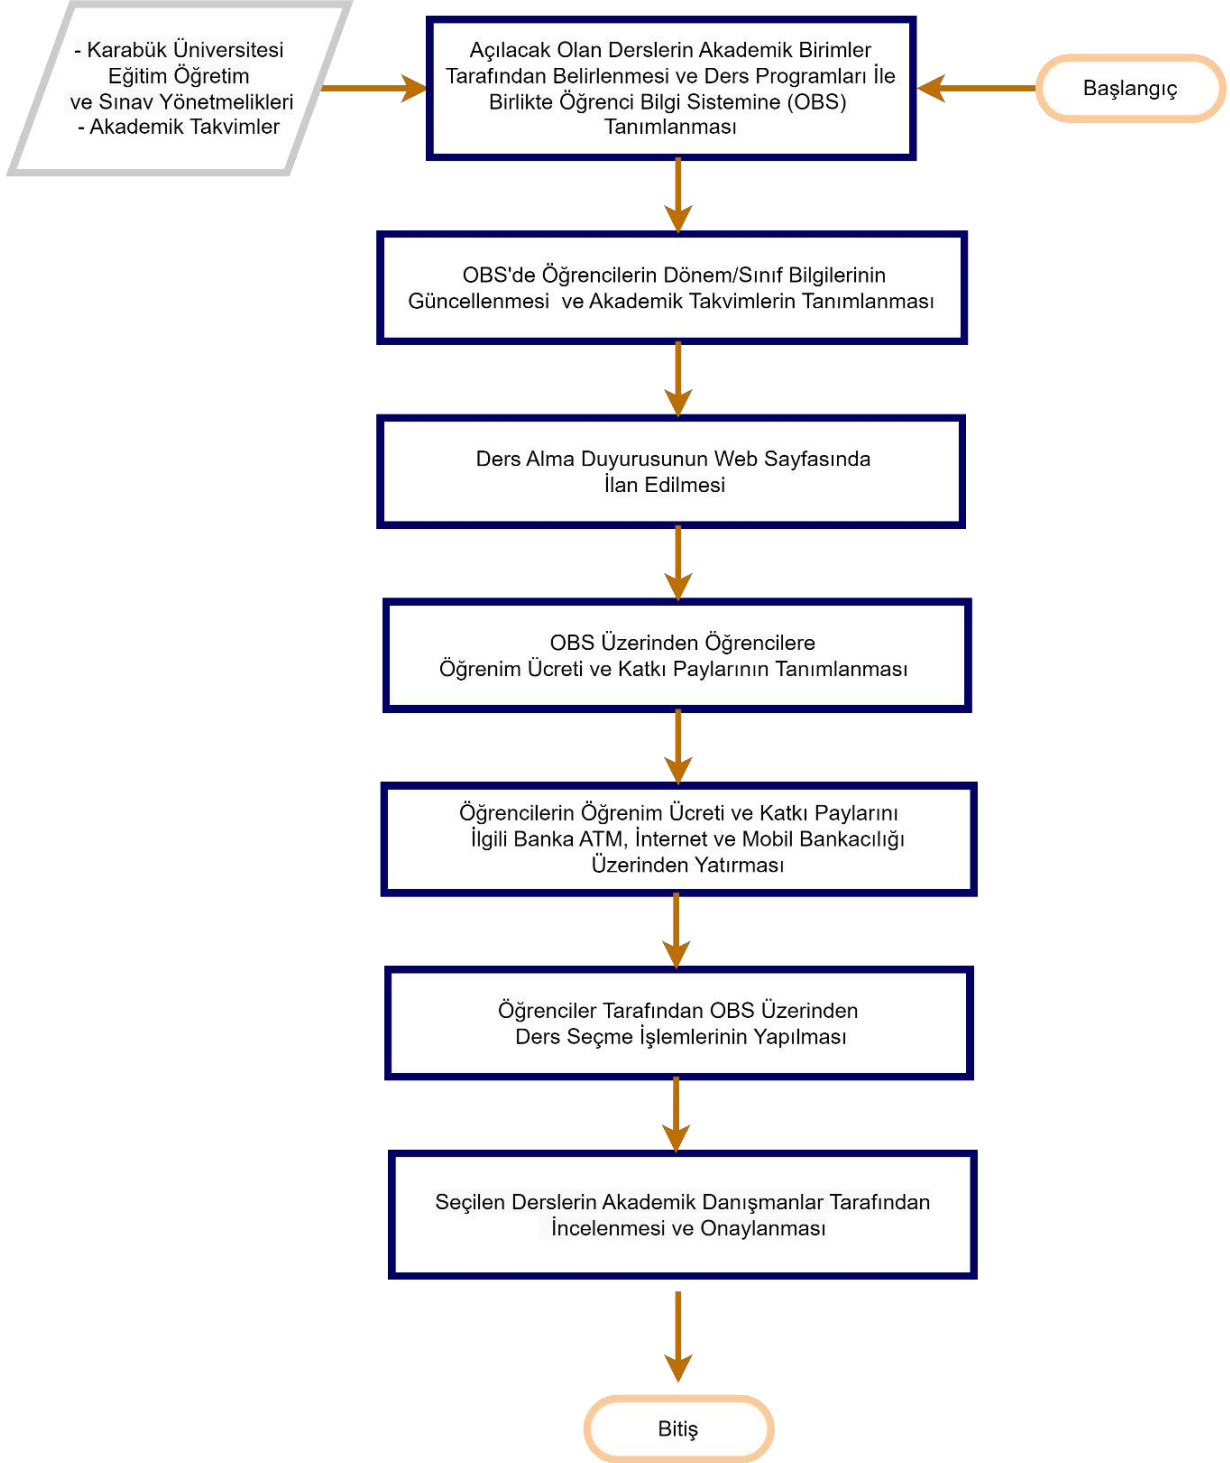 - Karabük Üniversitesi
Eğitim Öğretim
ve Sınav Yönetmelikleri
- Akademik Takvimler
Açılacak Olan Derslerin Akademik Birimler
Tarafından Belirlenmesi ve Ders Programları İle
Birlikte Öğrenci Bilgi Sistemine (OBS)
Tanımlanması
Başlangıç
OBS'de Öğrencilerin Dönem/Sınıf Bilgilerinin
Güncellenmesi ve Akademik Takvimlerin Tanımlanması
Ders Alma Duyurusunun Web Sayfasında
İlan Edilmesi
OBS Üzerinden Öğrencilere
Öğrenim Ücreti ve Katkı Paylarının Tanımlanması
Öğrencilerin Öğrenim Ücreti ve Katkı Paylarını
İlgili Banka ATM, İnternet ve Mobil Bankacılığı
Üzerinden Yatırması
Öğrenciler Tarafından OBS Üzerinden
Ders Seçme İşlemlerinin Yapılması
Seçilen Derslerin Akademik Danışmanlar Tarafından
İncelenmesi ve Onaylanması
Bitiş